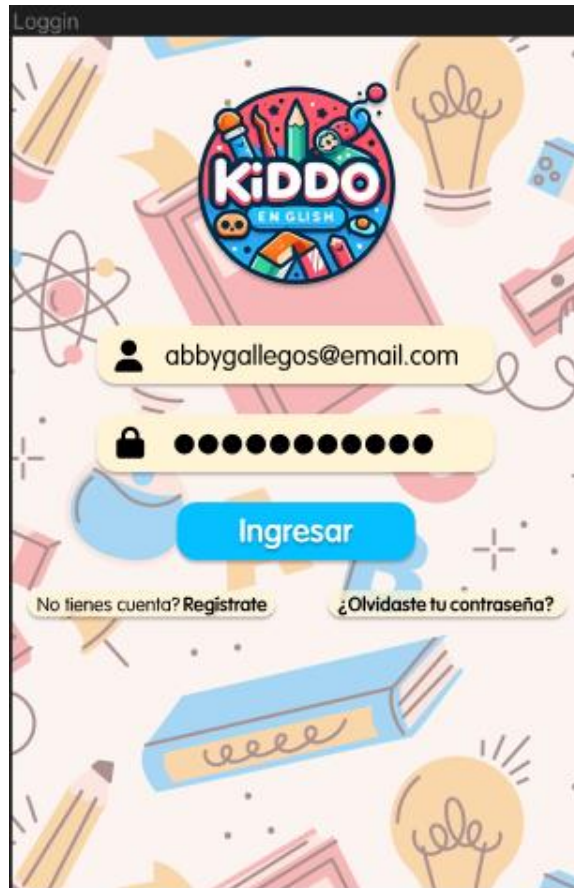 Loggin
KiDDO
ENGLISH
abbygallegos@email.com
Ingresar
No tienes cuenta? Registrate
¿Olvidaste tu contraseña?